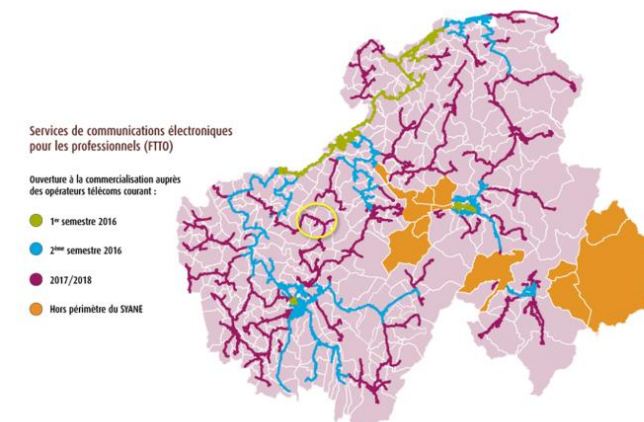 Services de communications électroniques
pour les professionnels (FTTO)
Ouverture à la commercialisation auprès
des opérateurs télécoms courant :
1er semestre 2016
2ème semestre 2016
2017/2018
Hors périmètre du SYANE